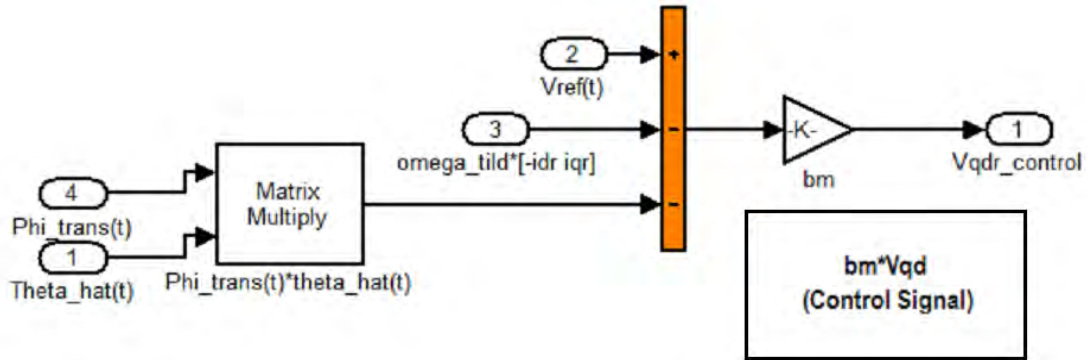 2
Vref(t)
+
3
omega_tild*[-idr iqr]
-
-K-
bm
1
Vqdr_control
4
Phi_trans(t)
1
Theta_hat(t)
Matrix
Multiply
Phi_trans(t)*theta_hat(t)
-
bm*Vqd
(Control Signal)